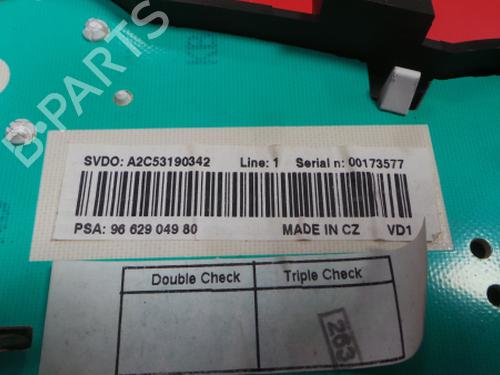 B-PARTS
SVDO: A2C53190342 Line: 1 Serial n: 00173577
PSA: 96 629 049 80 MADE IN CZ VD1
Double Check Triple Check
263